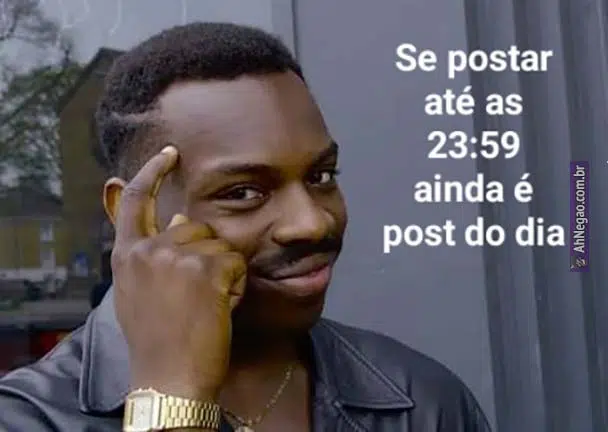 Se postar
até as
23:59
ainda é
post do dia
AhNegao.com.br